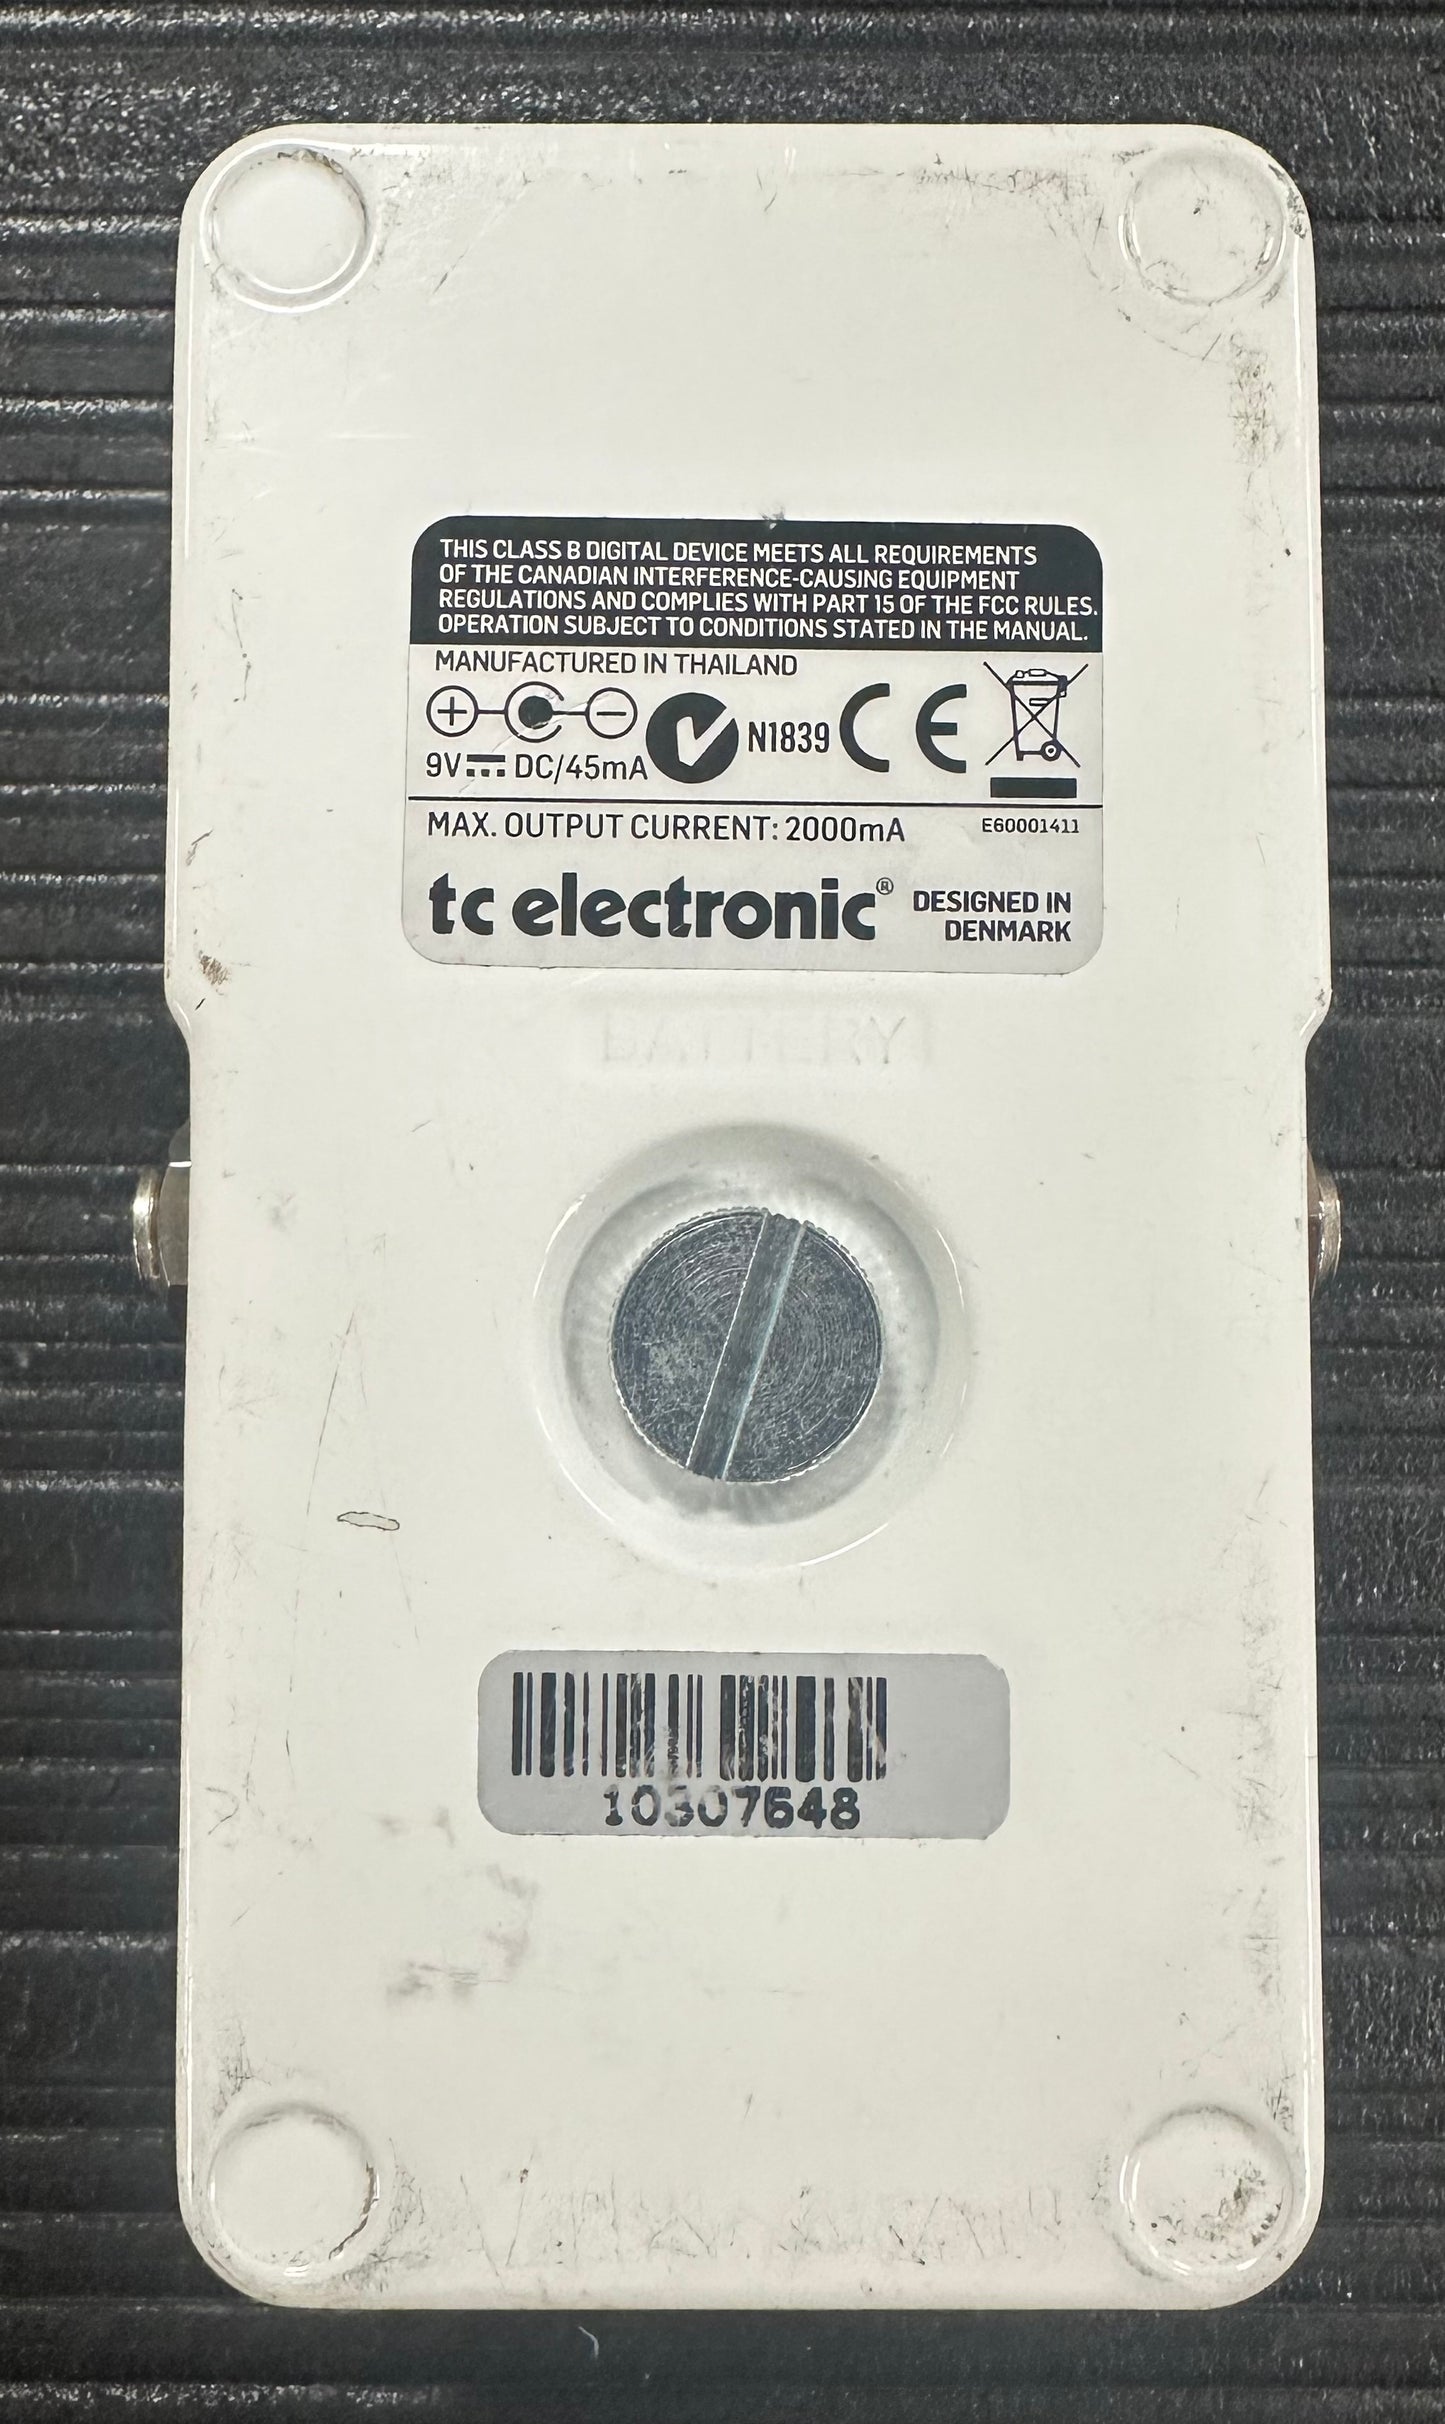 THIS CLASS B DIGITAL DEVICE MEETS ALL REQUIREMENTS
OF THE CANADIAN INTERFERENCE-CAUSING EQUIPMENT
REGULATIONS AND COMPLIES WITH PART 15 OF THE FCC RULES.
OPERATION SUBJECT TO CONDITIONS STATED IN THE MANUAL.
MANUFACTURED IN THAILAND
N1839 CE
9V DC/45mA
MAX. OUTPUT CURRENT: 2000mA E60001411
tc electronic® DESIGNED IN
DENMARK
10307648